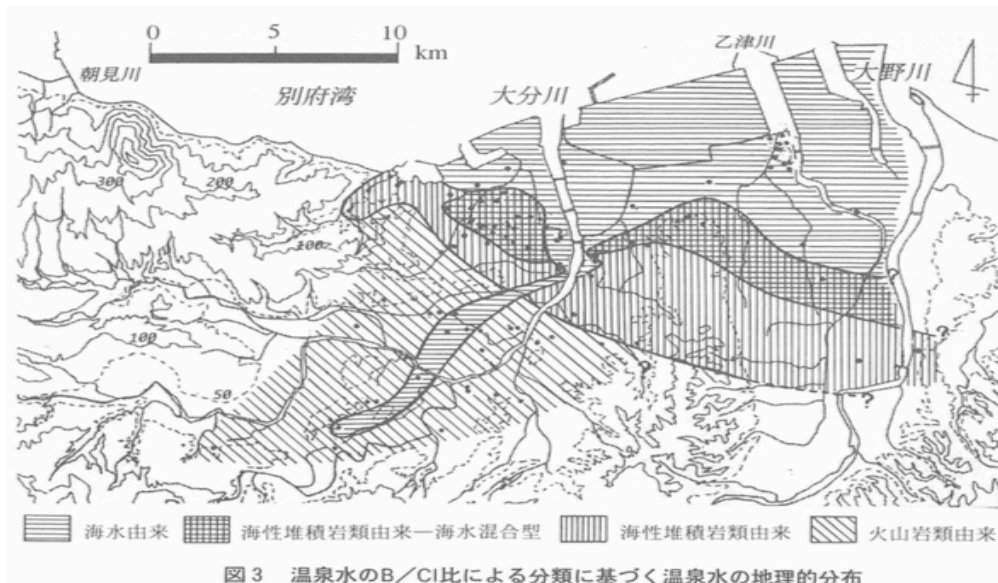 0 5 10
km
乙津川
朝見川
別府湾
大分川
大野川
300
200
100
100
50
?
?
?
海水由来 海性堆積岩類由来―海水混合型 海性堆積岩類由来 火山岩類由来
図3 温泉水のB/Cl比による分類に基づく温泉水の地理的分布